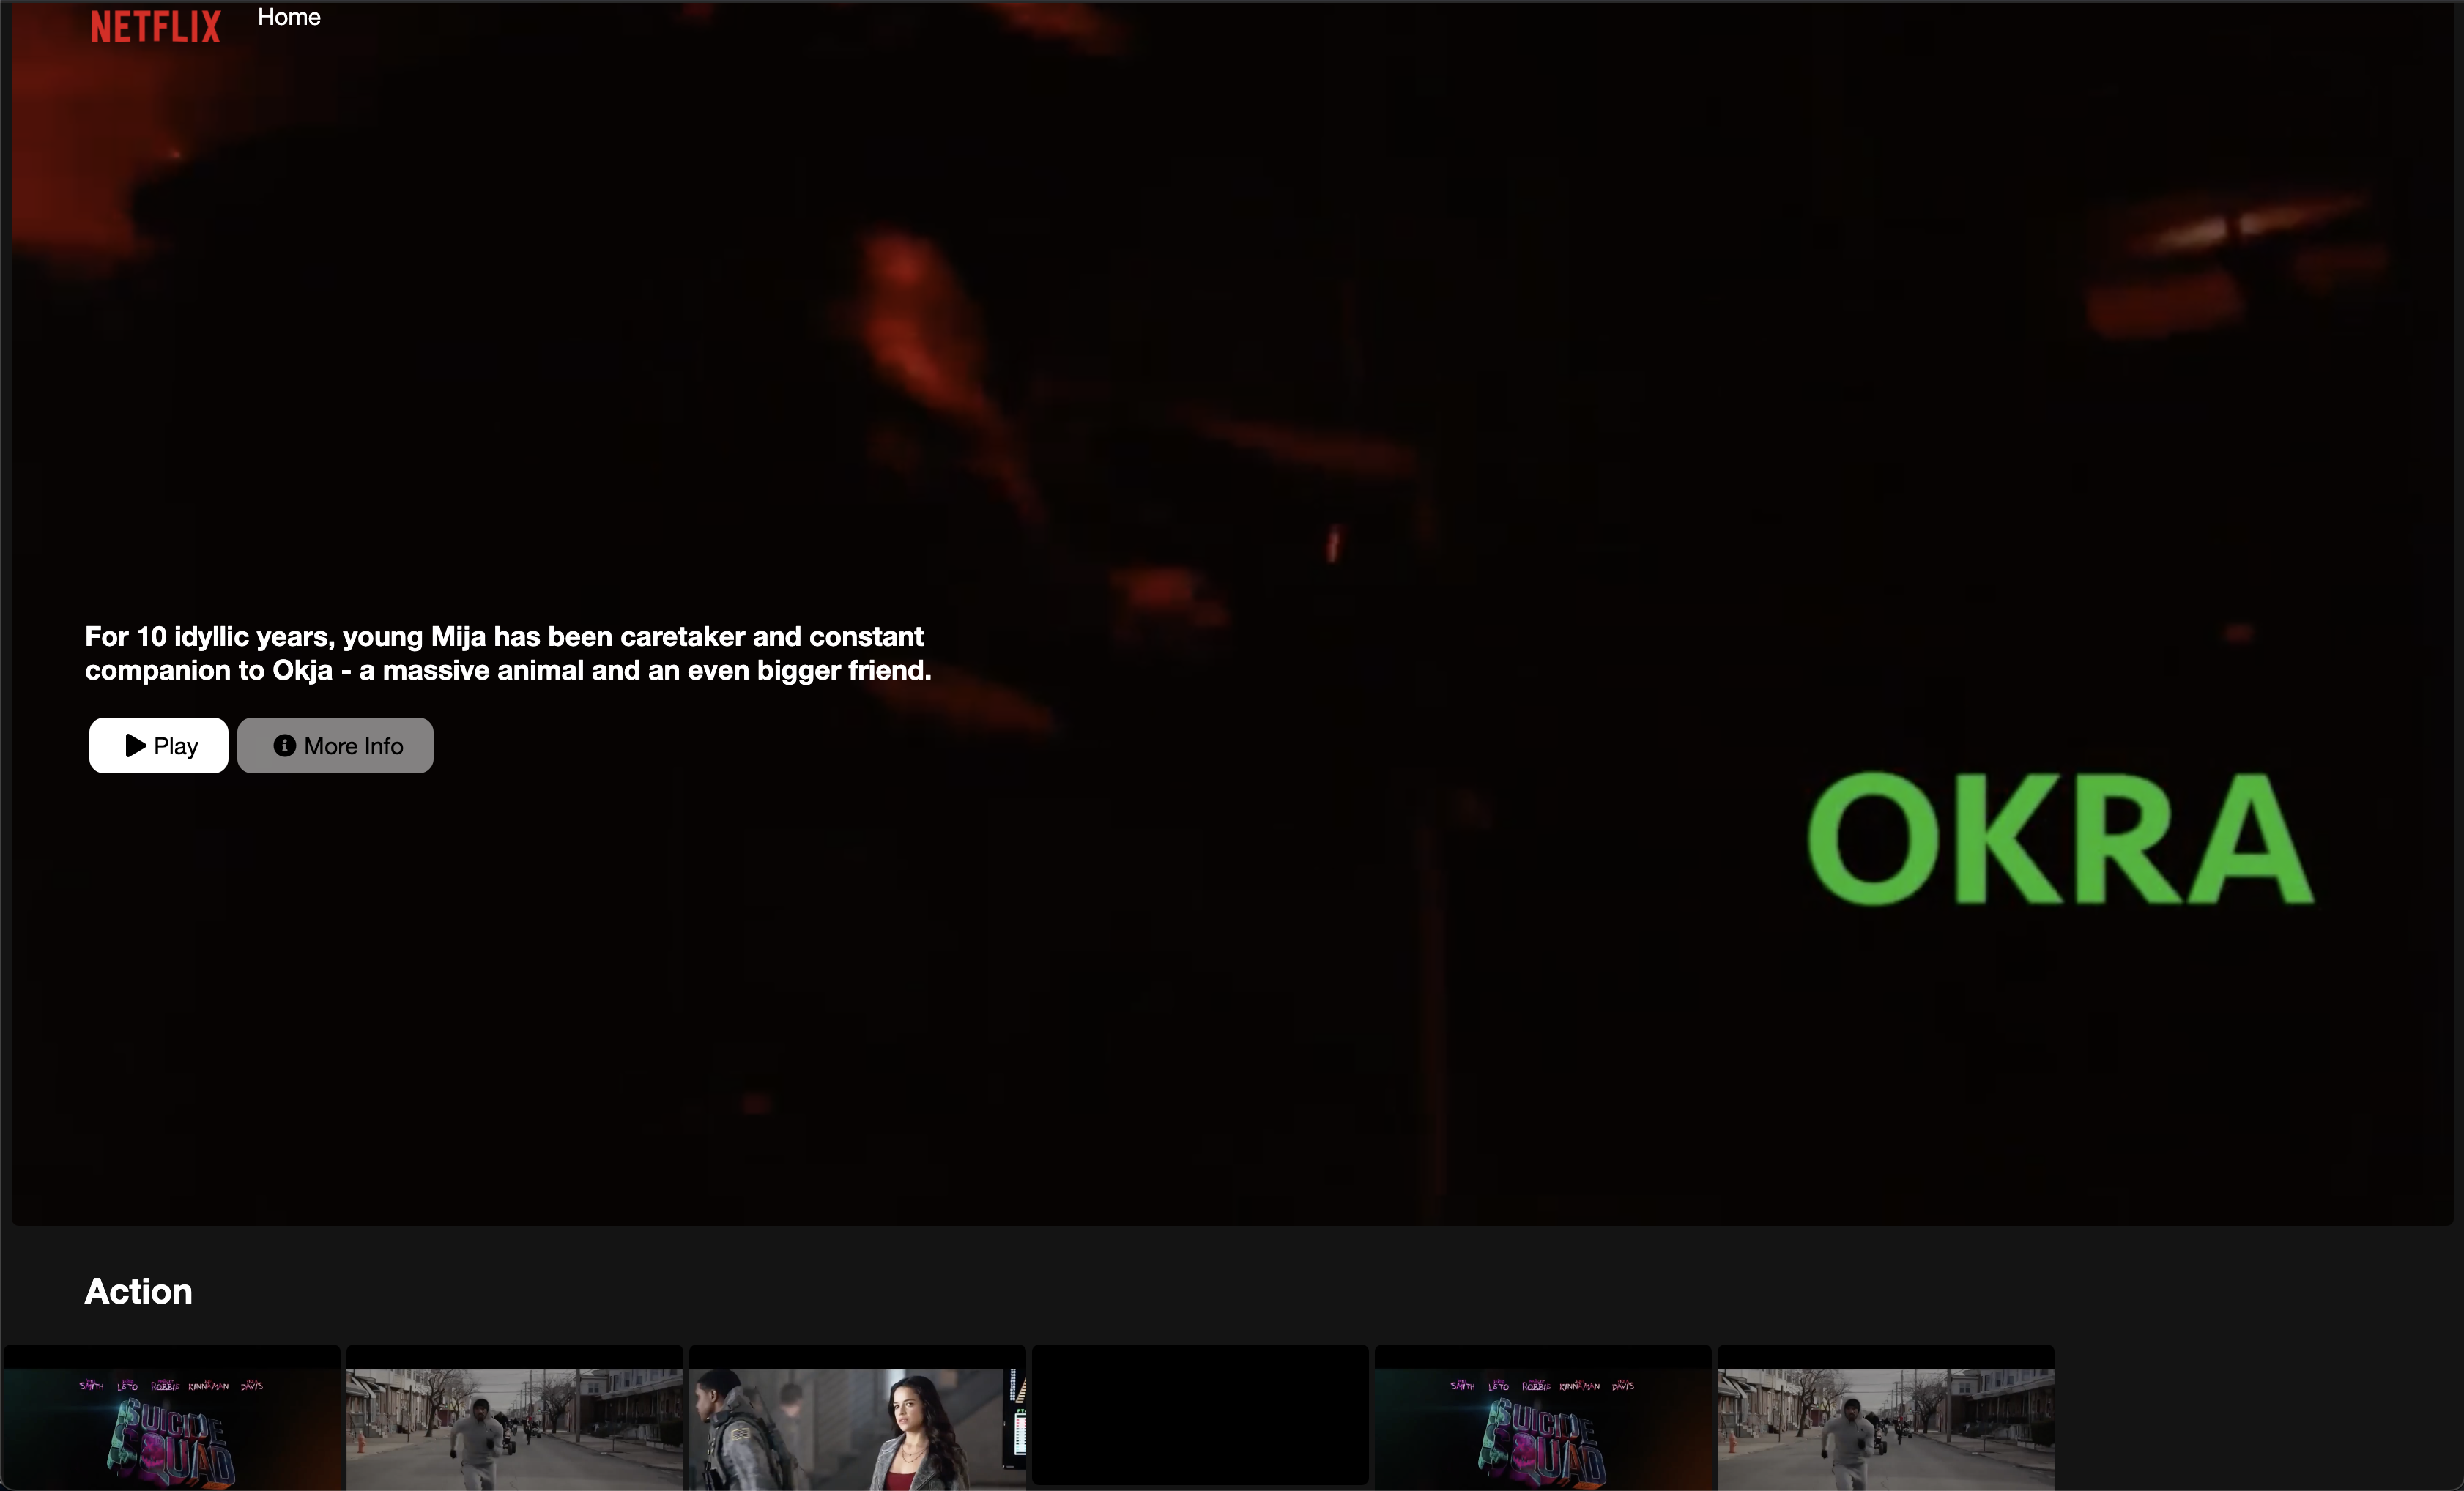 NETFLIX
Home
For 10 idyllic years, young Mija has been caretaker and constant
companion to Okja - a massive animal and an even bigger friend.
Play
More Info
OKRA
Action
SMITH LETO ROBBIE KINNAMAN DAVIS
SUICIDE
SQUAD
SMITH LETO ROBBIE KINNAMAN DAVIS
SUICIDE
SQUAD